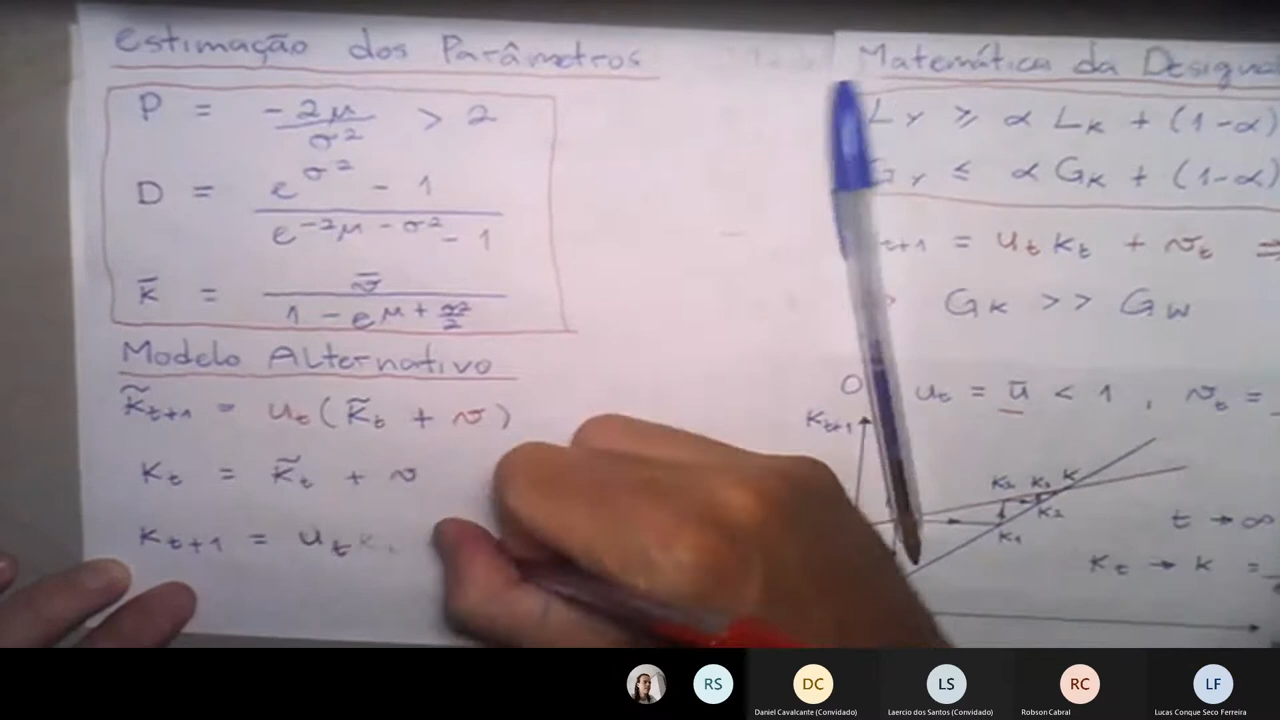 Estimação dos Parâmetros
P = -2μ / σ² > 2
D = e^σ² - 1 / e^-2μ-σ² - 1
k̄ = v̄ / 1 - e^μ+σ²/2
Modelo Alternativo
k̃t+1 = ut(k̃t + v)
kt = k̃t + v
kt+1 = ut k
Matemática da
LY ≥ α LK + (1-α)
GY ≤ α GK + (1-α)
t+1 = ut kt + vt ⇒
GK >> GW
ut = ū < 1 , vt =
Kt+1
K2 K3 K
K2
K1
t → ∞
Kt → k =
RS DC LS RC LF
Daniel Cavalcante (Convidado) Laercio dos Santos (Convidado) Robson Cabral Lucas Conque Seco Ferreira